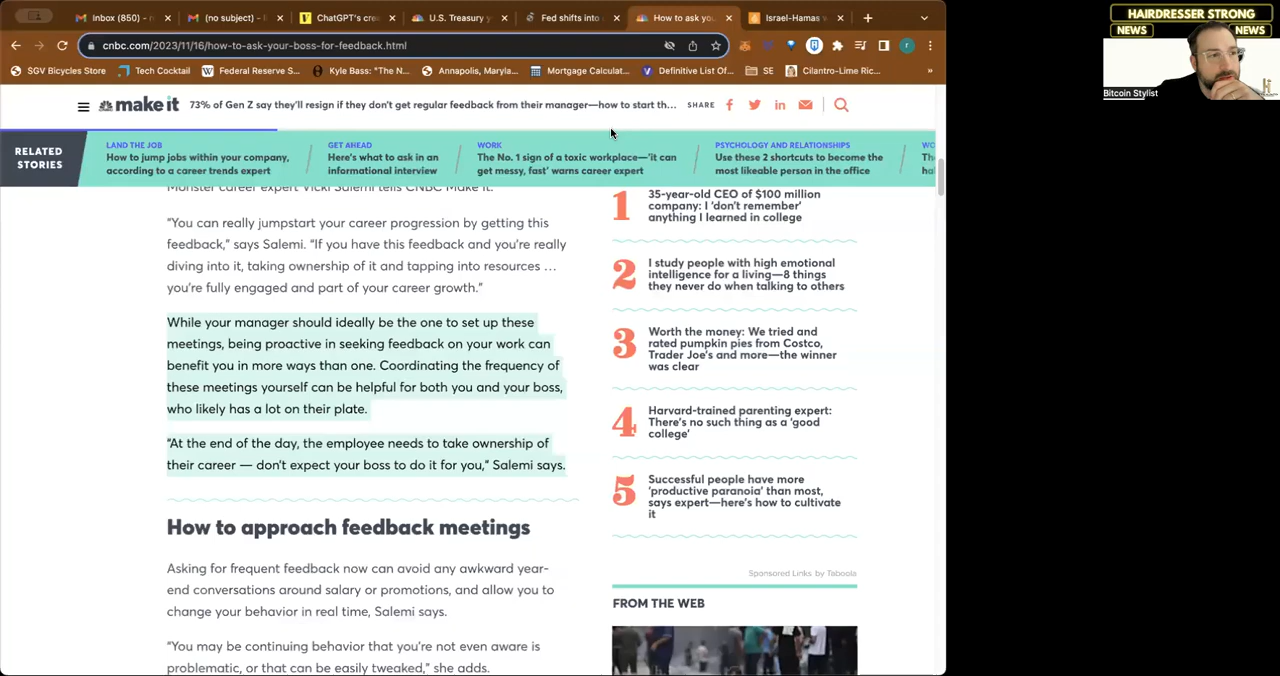 Inbox (850) - r
(no subject) - r
ChatGPT's cre
U.S. Treasury y
Fed shifts into
How to ask you
Israel-Hamas w
cnbc.com/2023/11/16/how-to-ask-your-boss-for-feedback.html
SGV Bicycles Store
Tech Cocktail
Federal Reserve S...
Kyle Bass: "The N...
Annapolis, Maryla...
Mortgage Calculat...
Definitive List Of...
SE
Cilantro-Lime Ric...
»
make it
73% of Gen Z say they'll resign if they don't get regular feedback from their manager—how to start th...
SHARE
RELATED
STORIES
LAND THE JOB
How to jump jobs within your company,
according to a career trends expert
GET AHEAD
Here's what to ask in an
informational interview
WORK
The No. 1 sign of a toxic workplace—'it can
get messy, fast' warns career expert
PSYCHOLOGY AND RELATIONSHIPS
Use these 2 shortcuts to become the
most likeable person in the office
Monster career expert Vicki Salemi tells CNBC Make It.
"You can really jumpstart your career progression by getting this
feedback," says Salemi. "If you have this feedback and you're really
diving into it, taking ownership of it and tapping into resources …
you're fully engaged and part of your career growth."
While your manager should ideally be the one to set up these
meetings, being proactive in seeking feedback on your work can
benefit you in more ways than one. Coordinating the frequency of
these meetings yourself can be helpful for both you and your boss,
who likely has a lot on their plate.
"At the end of the day, the employee needs to take ownership of
their career — don't expect your boss to do it for you," Salemi says.
How to approach feedback meetings
Asking for frequent feedback now can avoid any awkward year-
end conversations around salary or promotions, and allow you to
change your behavior in real time, Salemi says.
"You may be continuing behavior that you're not even aware is
problematic, or that can be easily tweaked," she adds.
1
35-year-old CEO of $100 million
company: I 'don't remember'
anything I learned in college
2
I study people with high emotional
intelligence for a living—8 things
they never do when talking to others
3
Worth the money: We tried and
rated pumpkin pies from Costco,
Trader Joe's and more—the winner
was clear
4
Harvard-trained parenting expert:
There's no such thing as a 'good
college'
5
Successful people have more
'productive paranoia' than most,
says expert—here's how to cultivate
it
Sponsored Links by Taboola
FROM THE WEB
HAIRDRESSER STRONG
NEWS
NEWS
Bitcoin Stylist